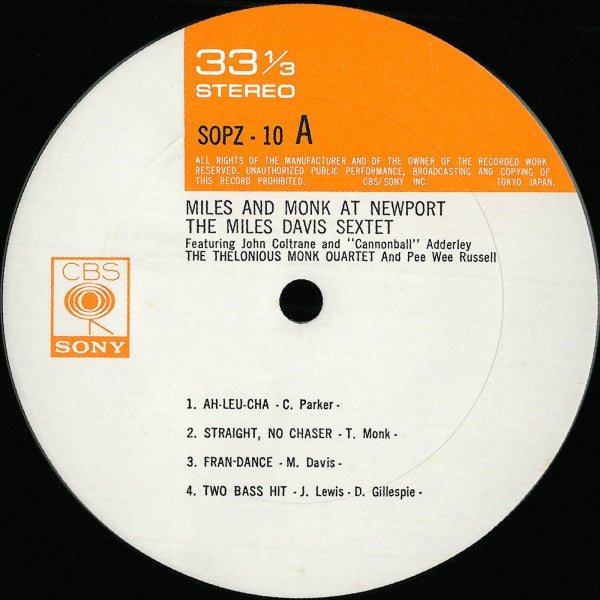 33 1/3
STEREO
SOPZ - 10 A
ALL RIGHTS OF THE MANUFACTURER AND OF THE OWNER OF THE RECORDED WORK
RESERVED. UNAUTHORIZED PUBLIC PERFORMANCE, BROADCASTING AND COPYING OF
THIS RECORD PROHIBITED. CBS/SONY INC. TOKYO JAPAN.
MILES AND MONK AT NEWPORT
THE MILES DAVIS SEXTET
Featuring John Coltrane and "Cannonball" Adderley
THE THELONIOUS MONK QUARTET And Pee Wee Russell
CBS
SONY
1. AH-LEU-CHA - C. Parker -
2. STRAIGHT, NO CHASER - T. Monk -
3. FRAN-DANCE - M. Davis -
4. TWO BASS HIT - J. Lewis - D. Gillespie -